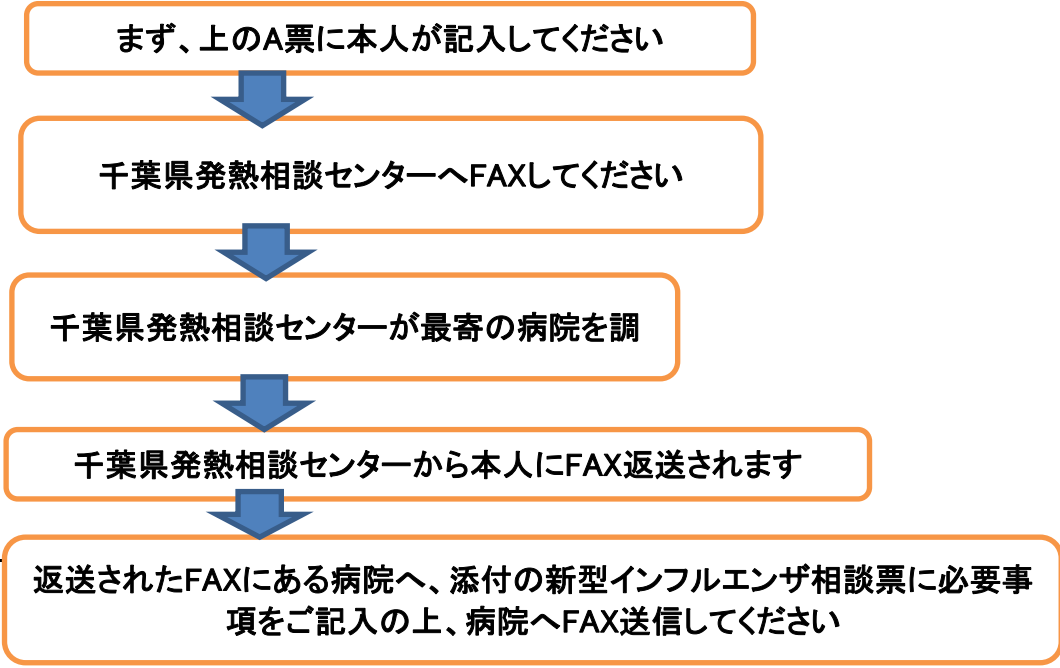 まず、上のA票に本人が記入してください
千葉県発熱相談センターへFAXしてください
千葉県発熱相談センターが最寄の病院を調
千葉県発熱相談センターから本人にFAX返送されます
返送されたFAXにある病院へ、添付の新型インフルエンザ相談票に必要事
項をご記入の上、病院へFAX送信してください